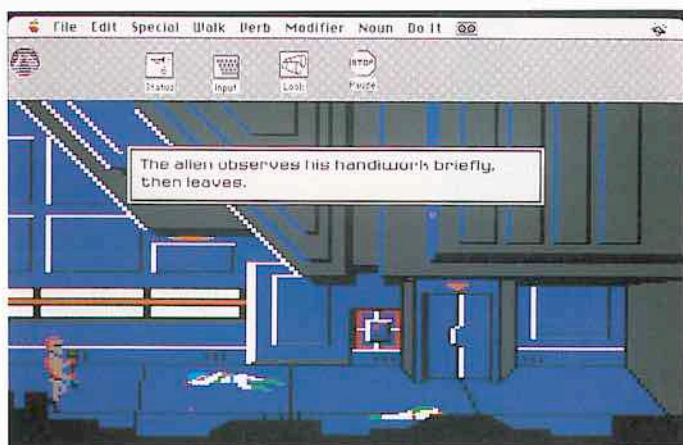 File Edit Special Walk Verb Modifier Noun Do It
Status Input Look Pause
STOP
The alien observes his handiwork briefly,
then leaves.